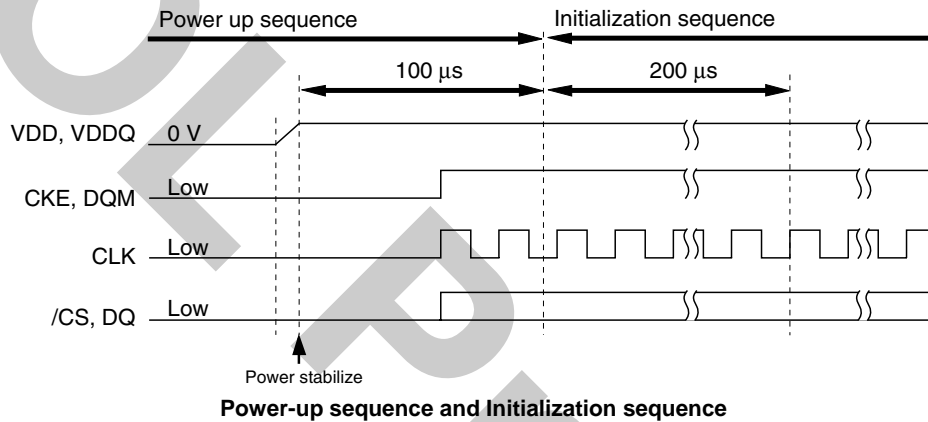 Power up sequence
Initialization sequence
100 µs
200 µs
VDD, VDDQ
0 V
CKE, DQM
Low
CLK
Low
/CS, DQ
Low
Power stabilize
Power-up sequence and Initialization sequence